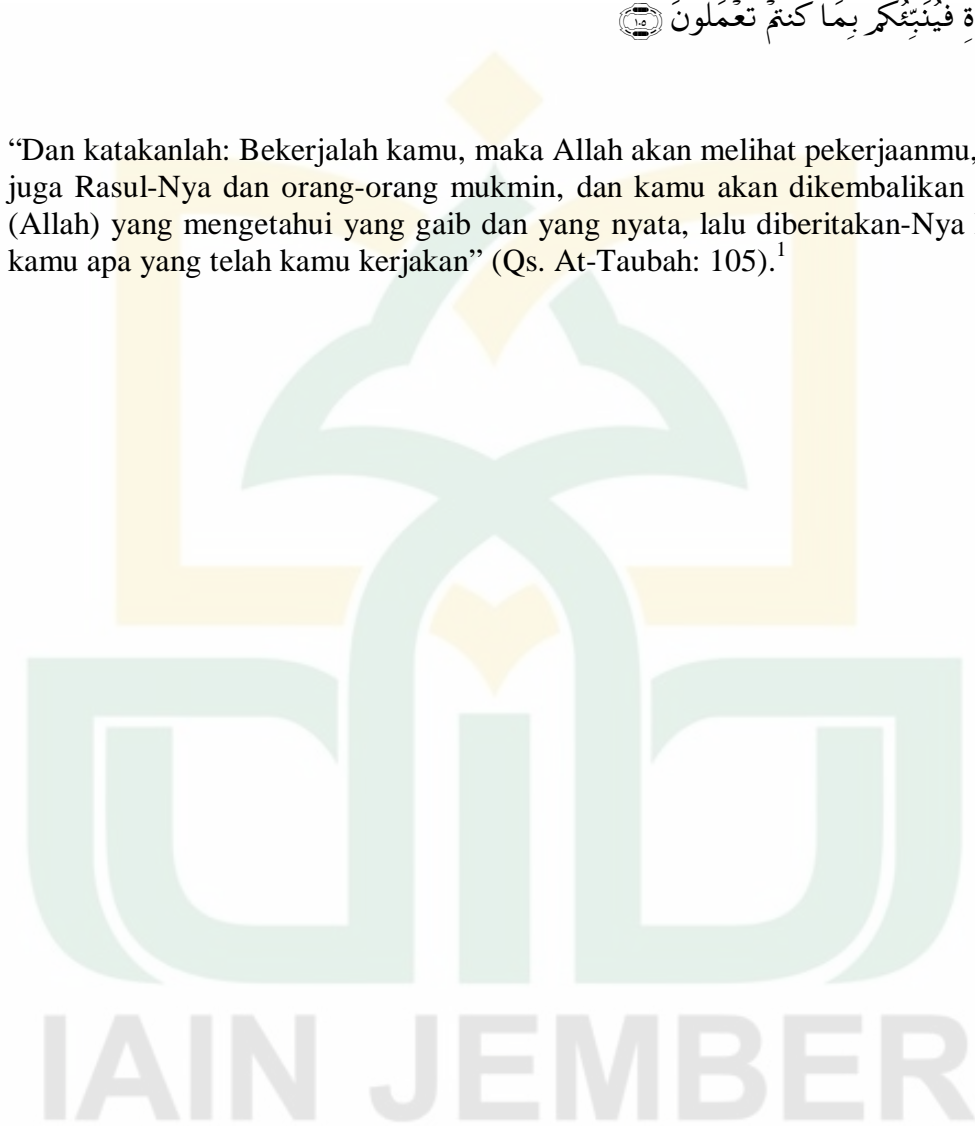 ةِ فَيُنَبِّئُكُم بِمَا كُنتُمْ تَعْمَلُونَ ۝١٠٥
“Dan katakanlah: Bekerjalah kamu, maka Allah akan melihat pekerjaanmu,
juga Rasul-Nya dan orang-orang mukmin, dan kamu akan dikembalikan
(Allah) yang mengetahui yang gaib dan yang nyata, lalu diberitakan-Nya
kamu apa yang telah kamu kerjakan” (Qs. At-Taubah: 105).1
IAIN JEMBER